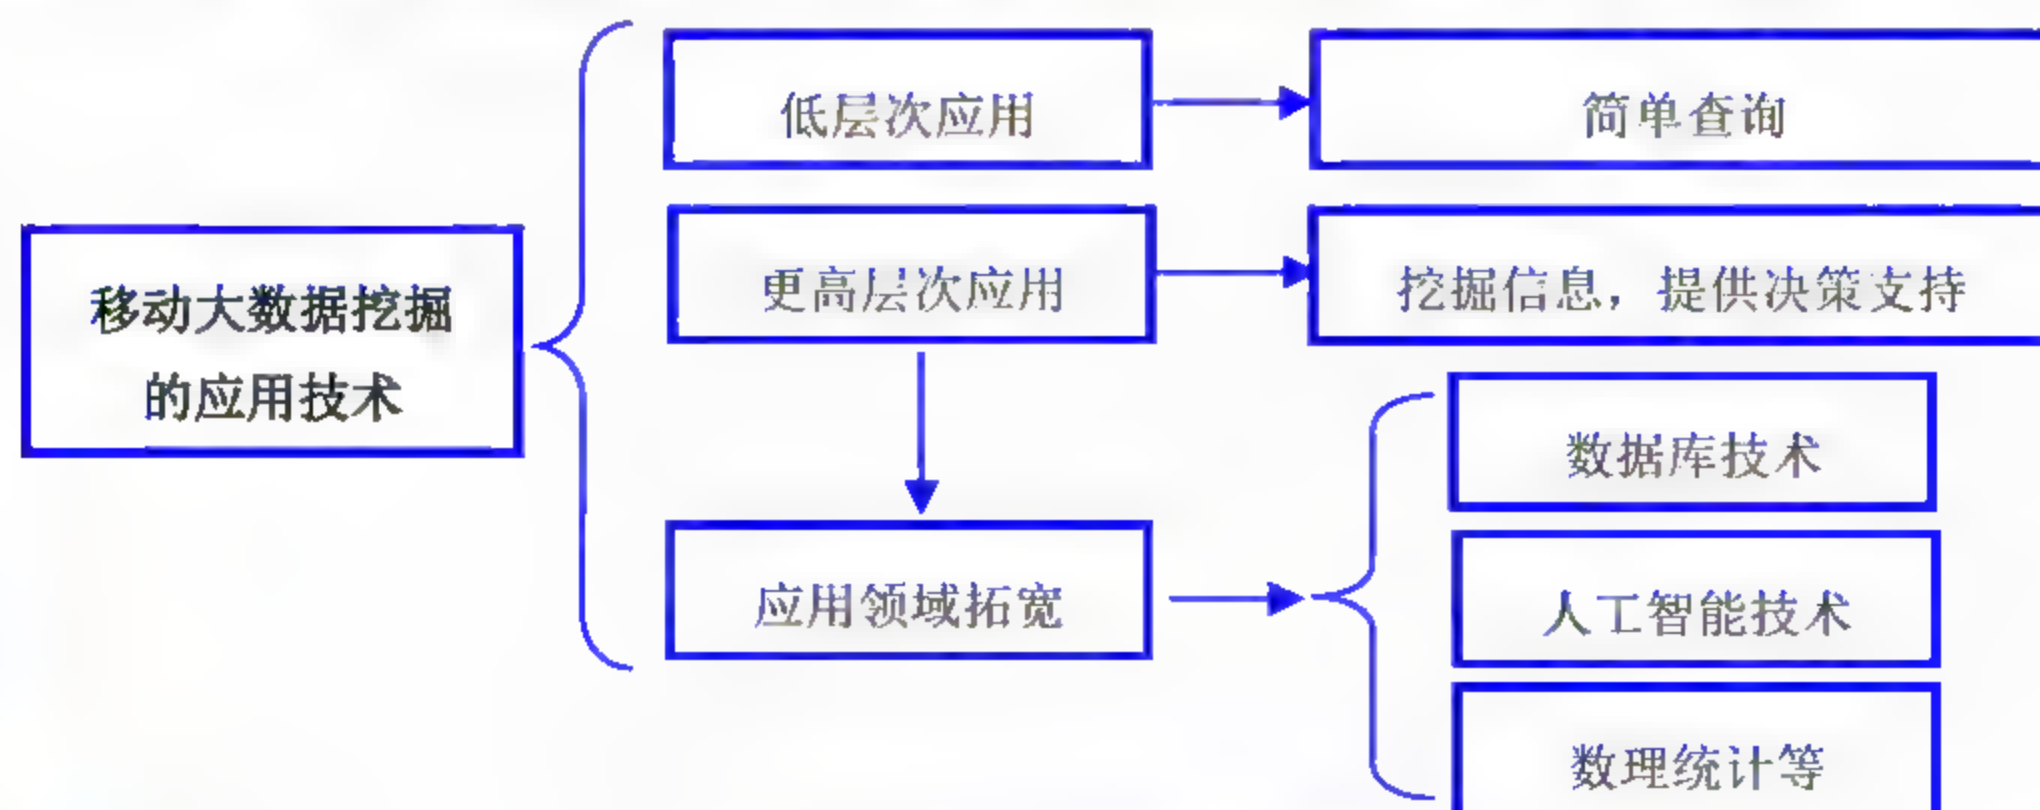 低层次应用
简单查询
更高层次应用
挖掘信息，提供决策支持
移动大数据挖掘
的应用技术
数据库技术
应用领域拓宽
人工智能技术
数理统计等